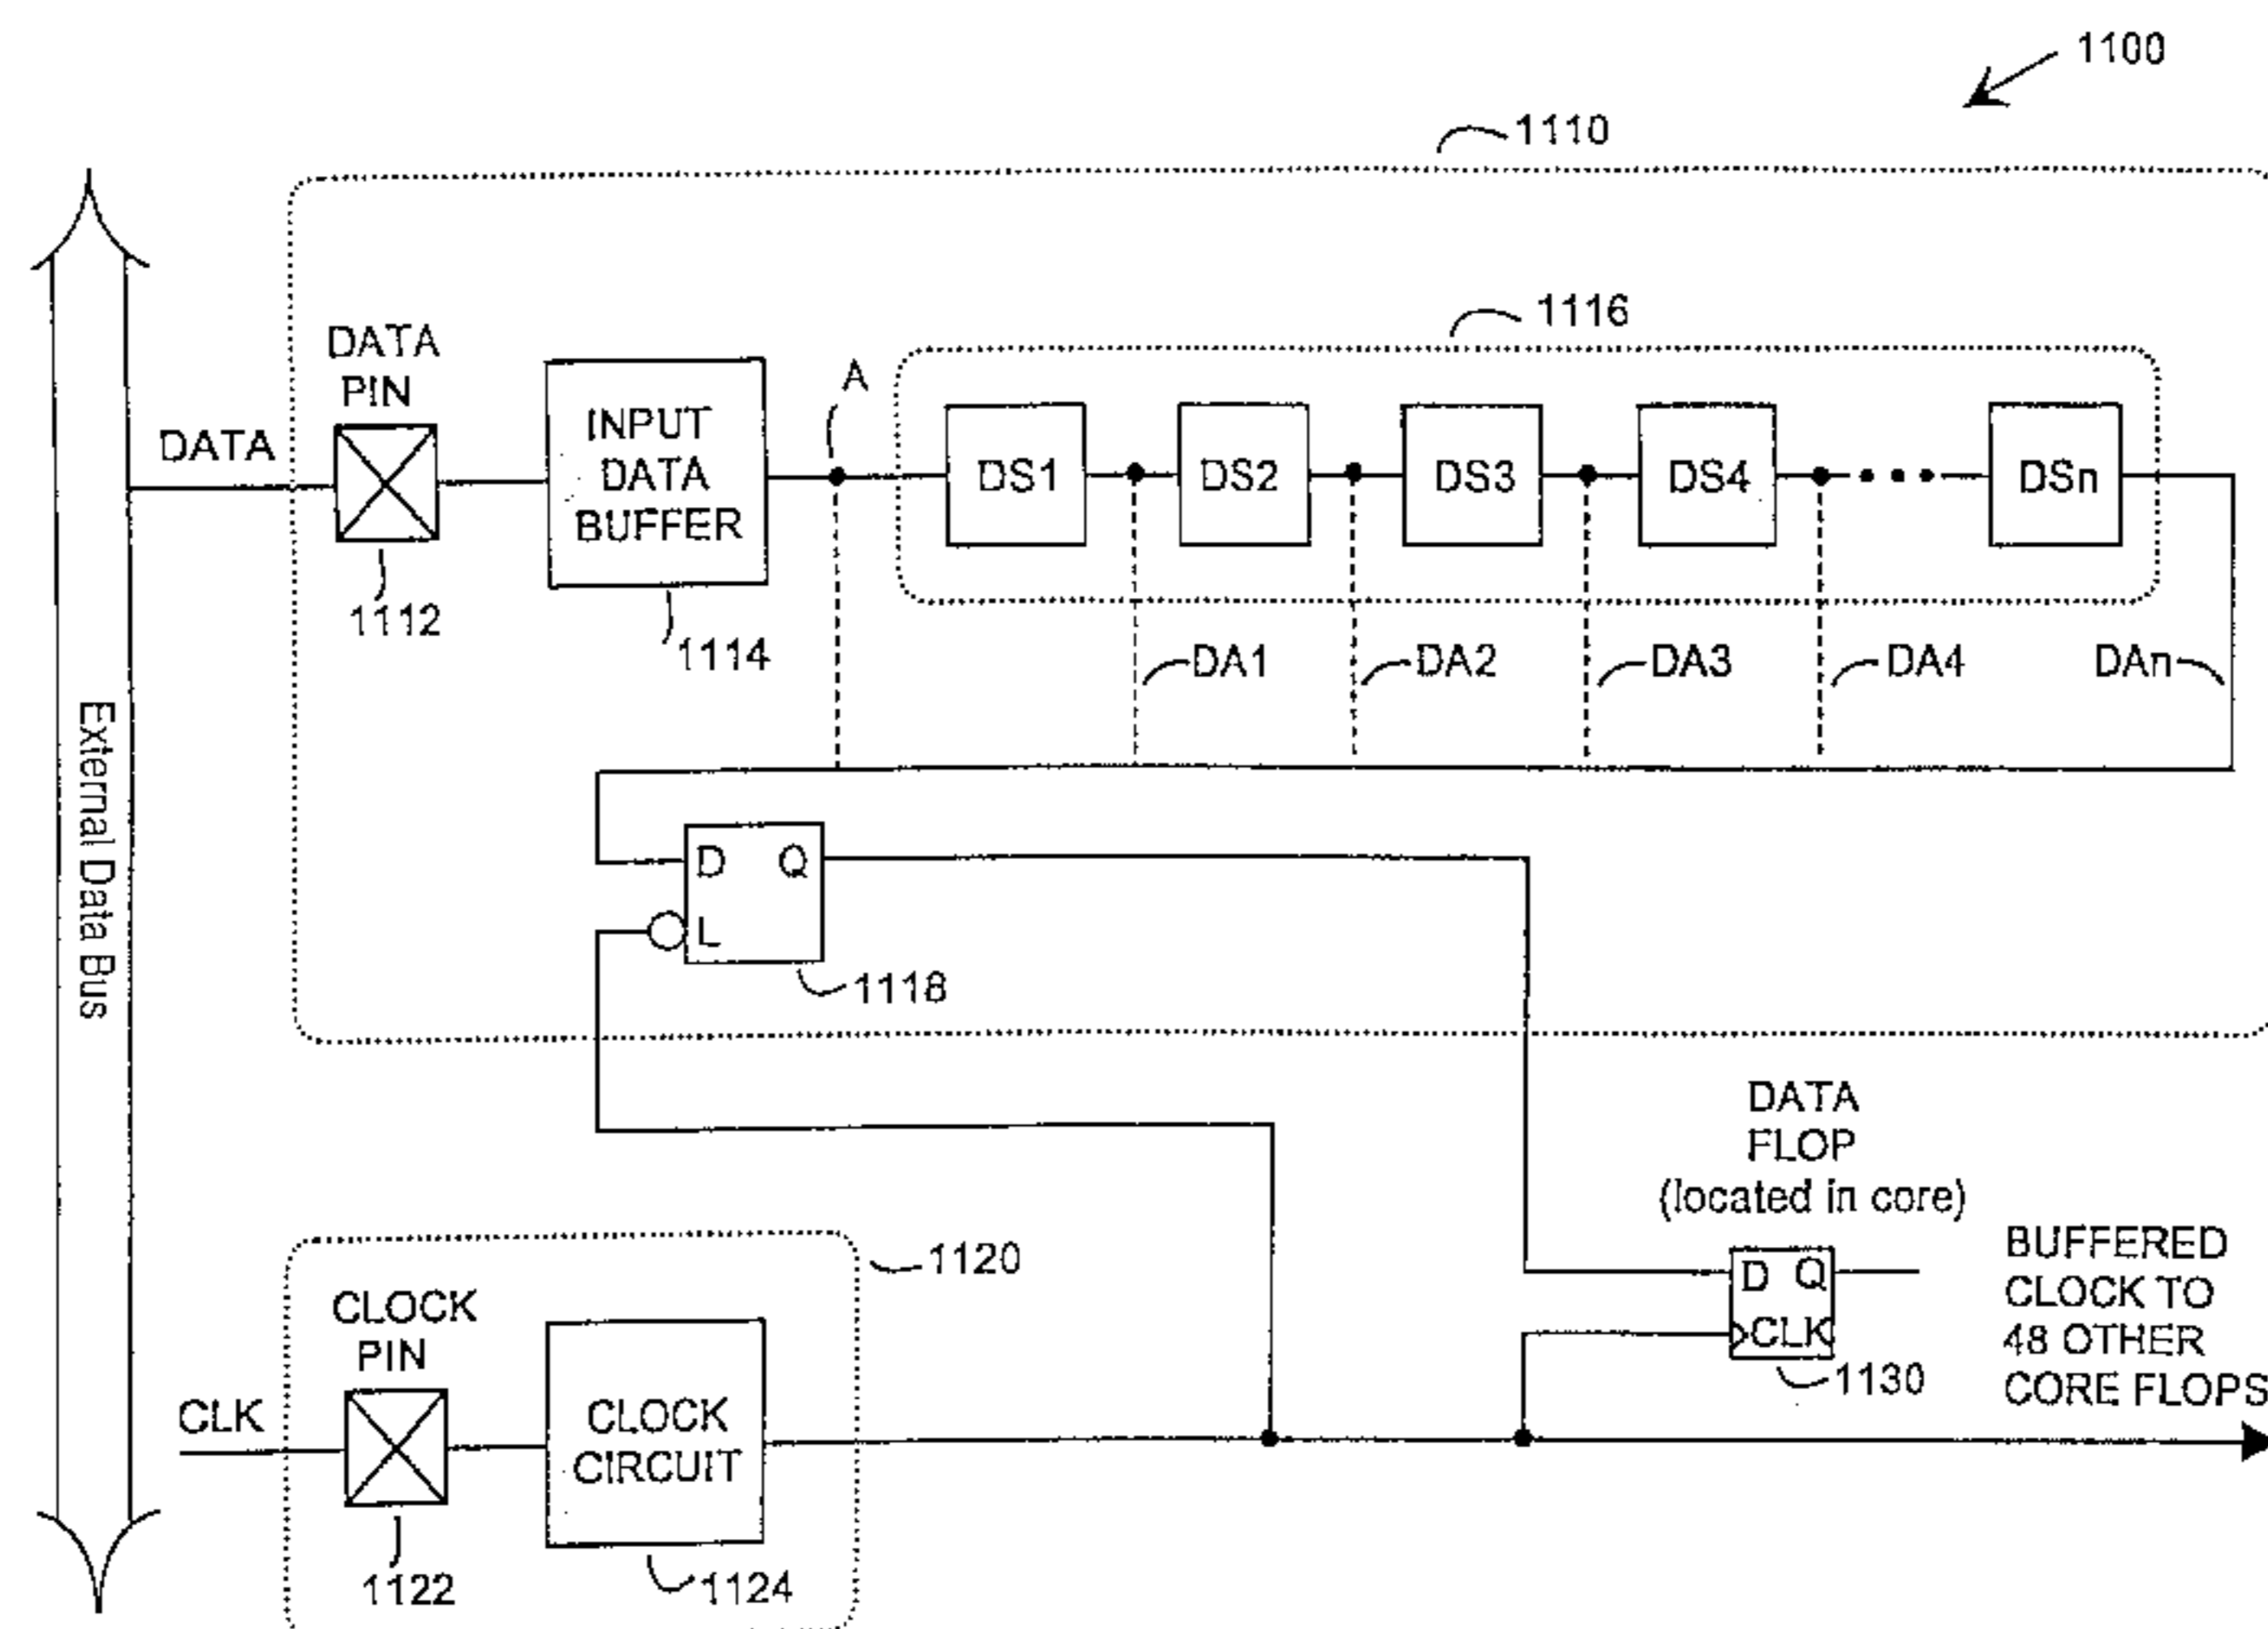 1100
1110
1116
DATA
PIN
A
DATA
INPUT
DATA
BUFFER
DS1
DS2
DS3
DS4
DSn
1112
1114
DA1
DA2
DA3
DA4
DAn
External Data Bus
D Q
L
1118
DATA
FLOP
(located in core)
1120
CLOCK
PIN
D Q
CLK
1130
BUFFERED
CLOCK TO
48 OTHER
CORE FLOPS
CLK
CLOCK
CIRCUIT
1122
1124